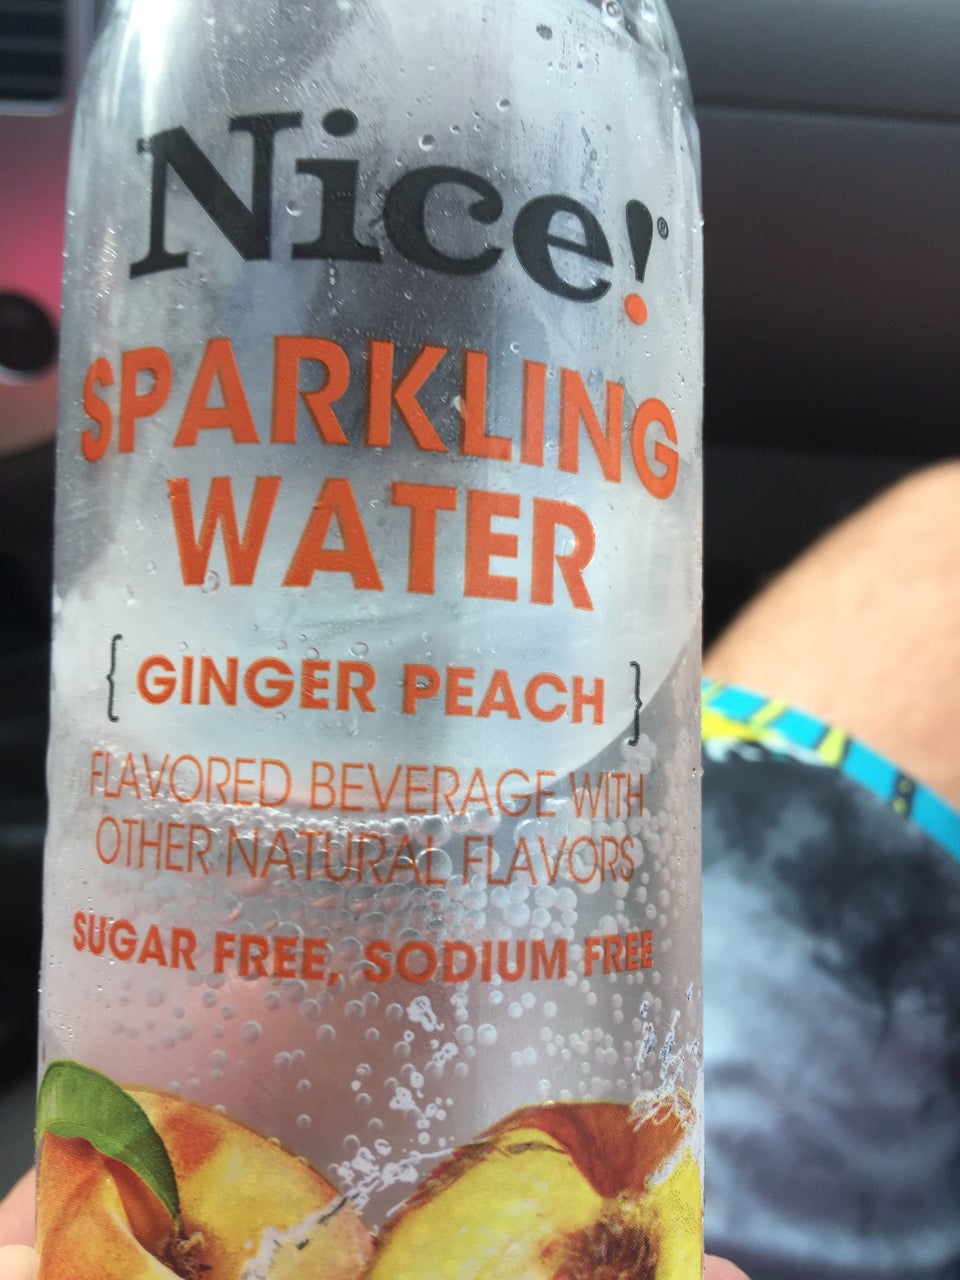 Nice!®
SPARKLING
WATER
{ GINGER PEACH }
FLAVORED BEVERAGE WITH
OTHER NATURAL FLAVORS
SUGAR FREE, SODIUM FREE